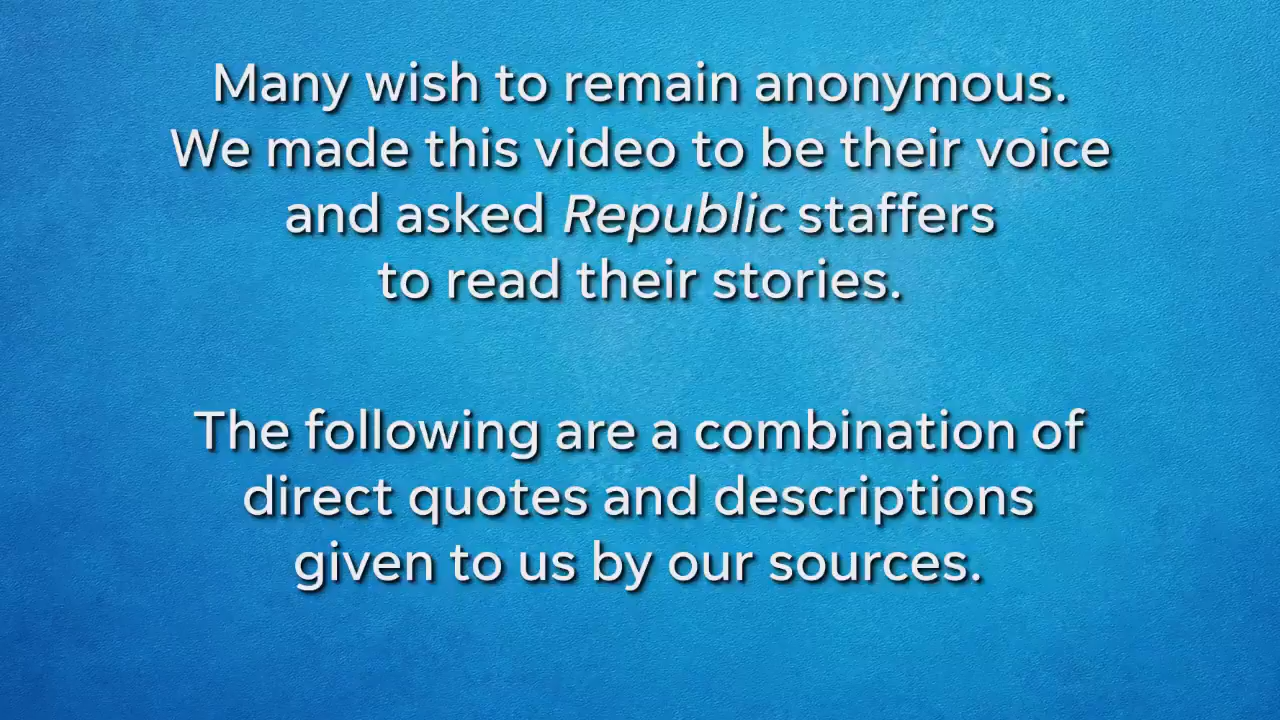 Many wish to remain anonymous.
We made this video to be their voice
and asked Republic staffers
to read their stories.
The following are a combination of
direct quotes and descriptions
given to us by our sources.